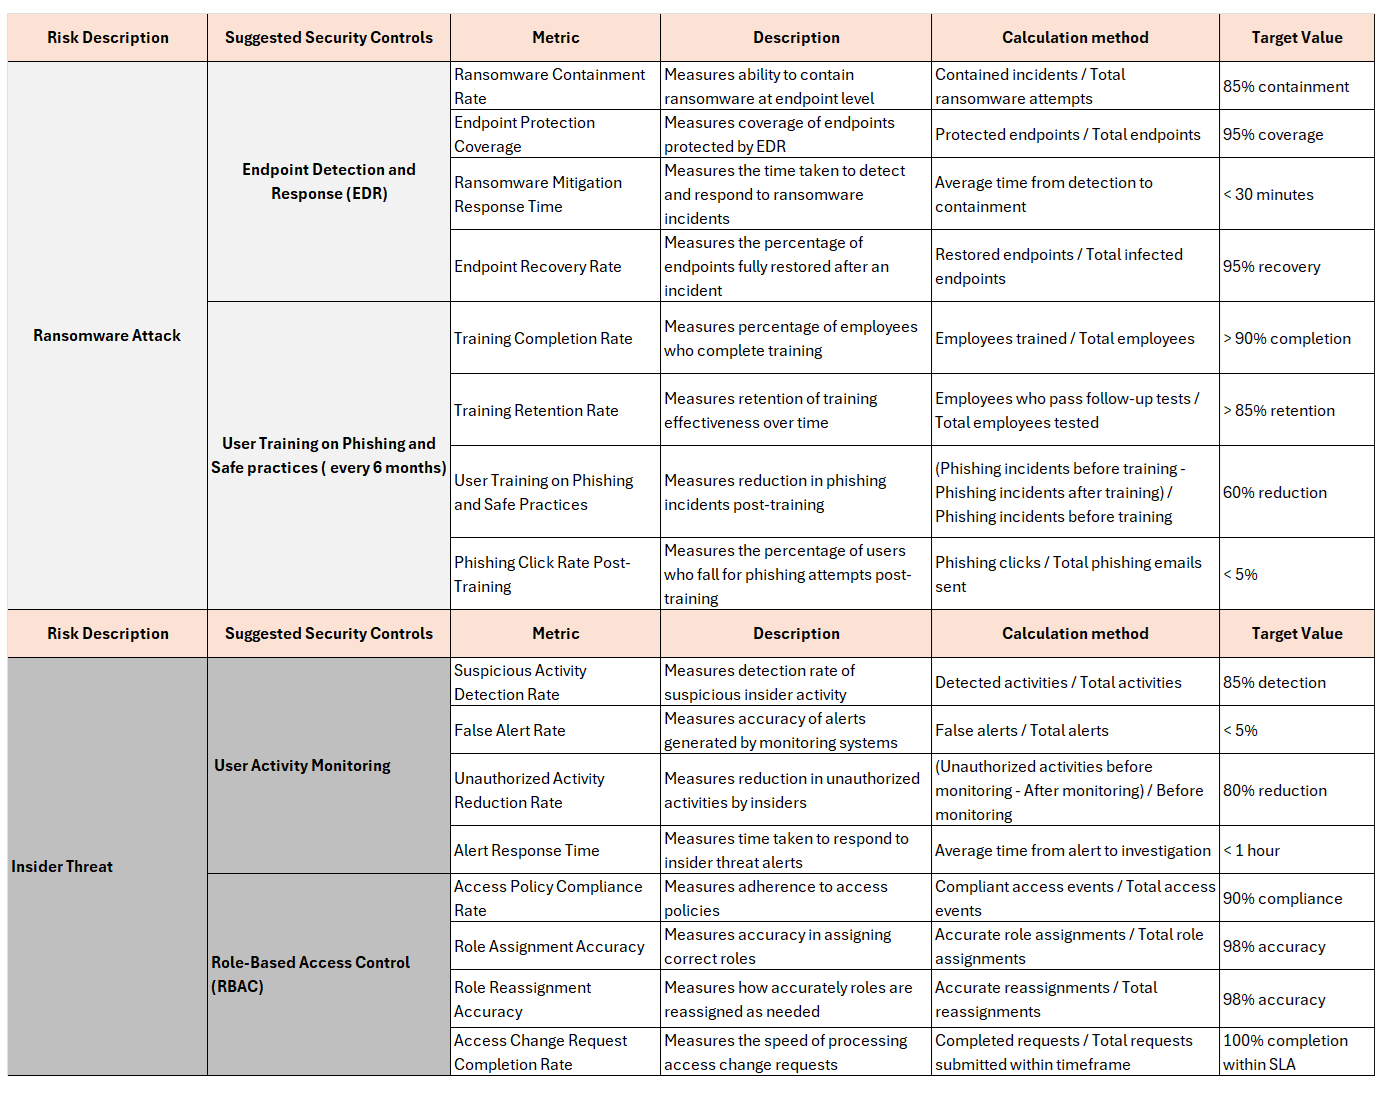 Risk Description
Suggested Security Controls
Metric
Description
Calculation method
Target Value
Ransomware Attack
Endpoint Detection and
Response (EDR)
Ransomware Containment
Rate
Measures ability to contain
ransomware at endpoint level
Contained incidents / Total
ransomware attempts
85% containment
Endpoint Protection
Coverage
Measures coverage of endpoints
protected by EDR
Protected endpoints / Total endpoints
95% coverage
Ransomware Mitigation
Response Time
Measures the time taken to detect
and respond to ransomware
incidents
Average time from detection to
containment
< 30 minutes
Endpoint Recovery Rate
Measures the percentage of
endpoints fully restored after an
incident
Restored endpoints / Total infected
endpoints
95% recovery
User Training on Phishing and
Safe practices ( every 6 months)
Training Completion Rate
Measures percentage of employees
who complete training
Employees trained / Total employees
> 90% completion
Training Retention Rate
Measures retention of training
effectiveness over time
Employees who pass follow-up tests /
Total employees tested
> 85% retention
User Training on Phishing
and Safe Practices
Measures reduction in phishing
incidents post-training
(Phishing incidents before training -
Phishing incidents after training) /
Phishing incidents before training
60% reduction
Phishing Click Rate Post-
Training
Measures the percentage of users
who fall for phishing attempts post-
training
Phishing clicks / Total phishing emails
sent
< 5%
Risk Description
Suggested Security Controls
Metric
Description
Calculation method
Target Value
Insider Threat
User Activity Monitoring
Suspicious Activity
Detection Rate
Measures detection rate of
suspicious insider activity
Detected activities / Total activities
85% detection
False Alert Rate
Measures accuracy of alerts
generated by monitoring systems
False alerts / Total alerts
< 5%
Unauthorized Activity
Reduction Rate
Measures reduction in unauthorized
activities by insiders
(Unauthorized activities before
monitoring - After monitoring) / Before
monitoring
80% reduction
Alert Response Time
Measures time taken to respond to
insider threat alerts
Average time from alert to investigation
< 1 hour
Role-Based Access Control
(RBAC)
Access Policy Compliance
Rate
Measures adherence to access
policies
Compliant access events / Total access
events
90% compliance
Role Assignment Accuracy
Measures accuracy in assigning
correct roles
Accurate role assignments / Total role
assignments
98% accuracy
Role Reassignment
Accuracy
Measures how accurately roles are
reassigned as needed
Accurate reassignments / Total
reassignments
98% accuracy
Access Change Request
Completion Rate
Measures the speed of processing
access change requests
Completed requests / Total requests
submitted within timeframe
100% completion
within SLA